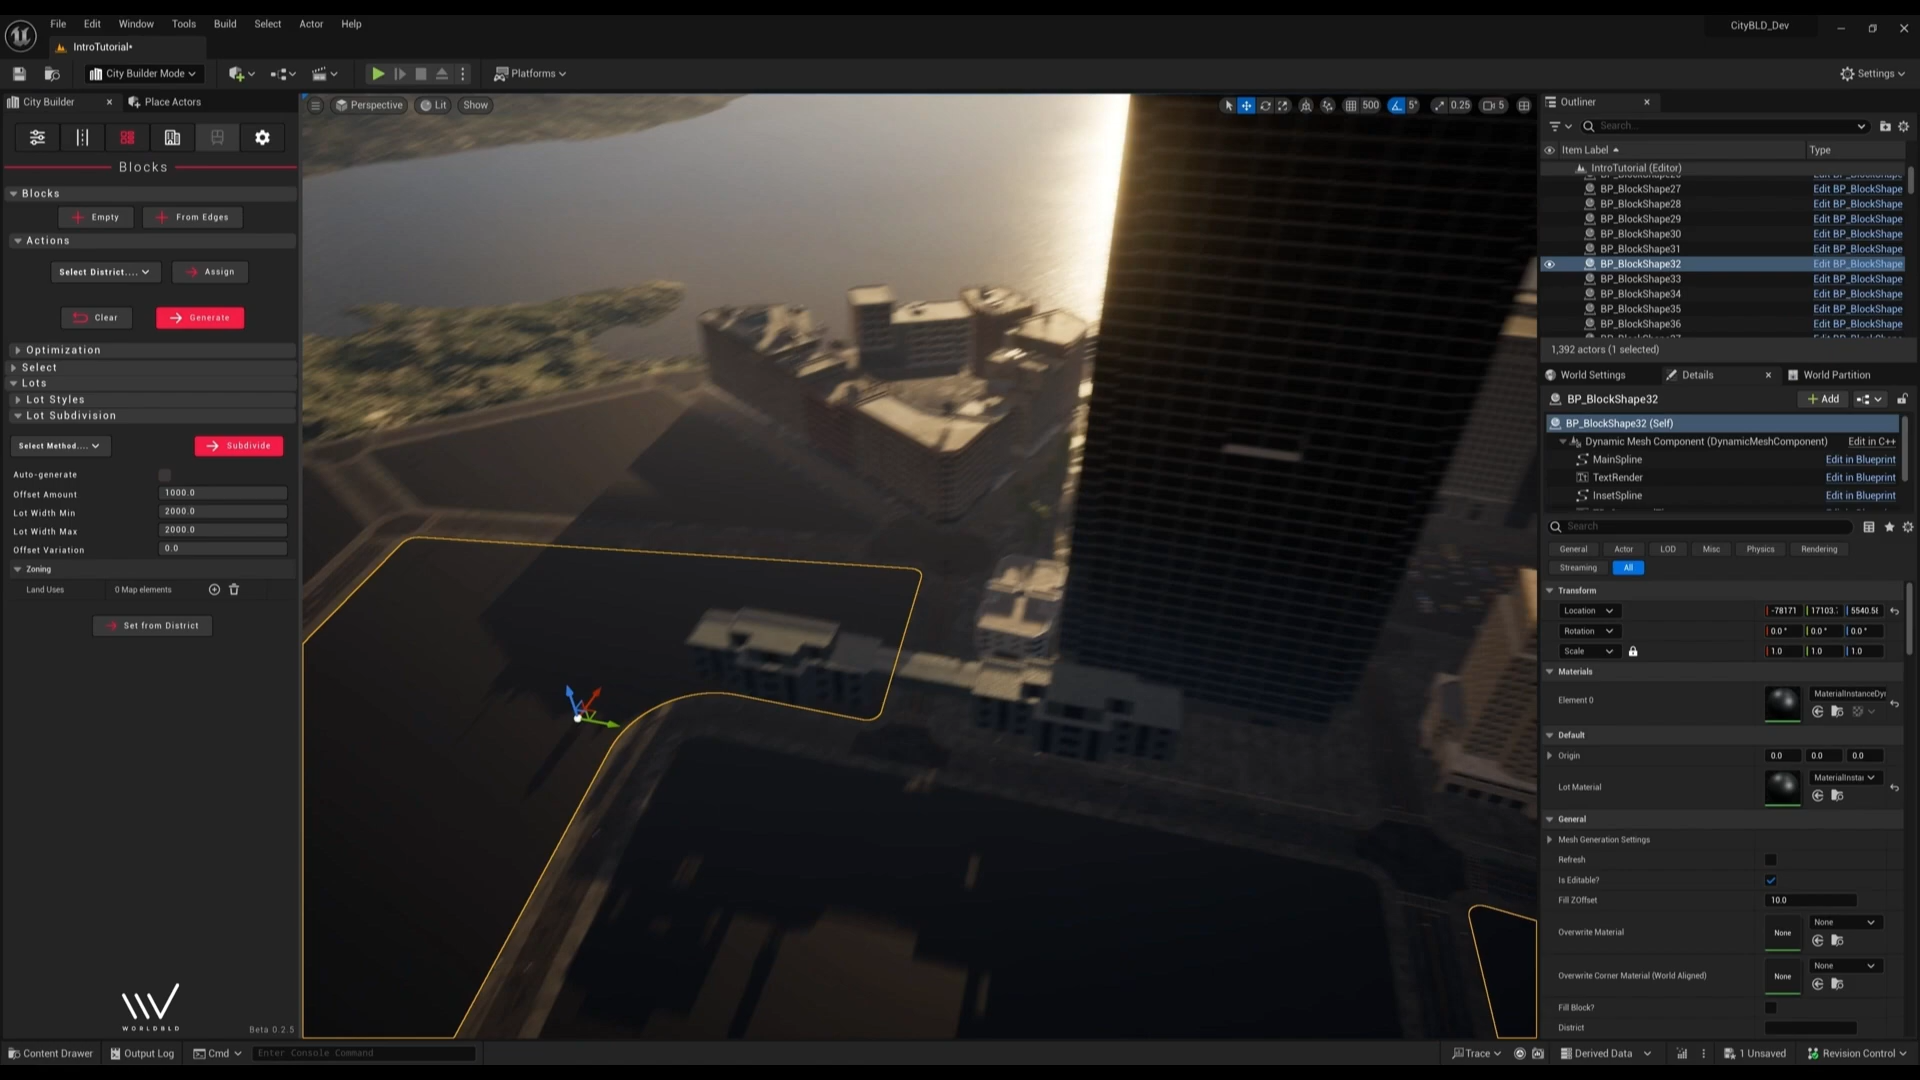 File Edit Window Tools Build Select Actor Help
CityBLD_Dev
IntroTutorial*
City Builder Mode
Platforms
Settings
City Builder
Place Actors
Perspective
Lit
Show
500
5°
0.25
5
Blocks
Blocks
Empty
From Edges
Actions
Select District....
Assign
Clear
Generate
Optimization
Select
Lots
Lot Styles
Lot Subdivision
Select Method....
Subdivide
Auto-generate
Offset Amount 1000.0
Lot Width Min 2000.0
Lot Width Max 2000.0
Offset Variation 0.0
Zoning
Land Uses 0 Map elements
Set from District
WORLDBLD
Beta 0.2.5
Outliner
Search...
Item Label Type
IntroTutorial (Editor)
BP_BlockShape27 Edit BP_BlockShape
BP_BlockShape28 Edit BP_BlockShape
BP_BlockShape29 Edit BP_BlockShape
BP_BlockShape30 Edit BP_BlockShape
BP_BlockShape31 Edit BP_BlockShape
BP_BlockShape32 Edit BP_BlockShape
BP_BlockShape33 Edit BP_BlockShape
BP_BlockShape34 Edit BP_BlockShape
BP_BlockShape35 Edit BP_BlockShape
BP_BlockShape36 Edit BP_BlockShape
1,392 actors (1 selected)
World Settings
Details
World Partition
BP_BlockShape32
Add
BP_BlockShape32 (Self)
Dynamic Mesh Component (DynamicMeshComponent) Edit in C++
MainSpline Edit in Blueprint
TextRender Edit in Blueprint
InsetSpline Edit in Blueprint
Search
General Actor LOD Misc Physics Rendering
Streaming All
Transform
Location -78171 17103. 5540.58
Rotation 0.0° 0.0° 0.0°
Scale 1.0 1.0 1.0
Materials
Element 0 MaterialInstanceDy
Default
Origin 0.0 0.0 0.0
Lot Material MaterialInsta
General
Mesh Generation Settings
Refresh
Is Editable?
Fill ZOffset 10.0
Overwrite Material None None
Overwrite Corner Material (World Aligned) None None
Fill Block?
District
Content Drawer
Output Log
Cmd
Enter Console Command
Trace
Derived Data
1 Unsaved
Revision Control